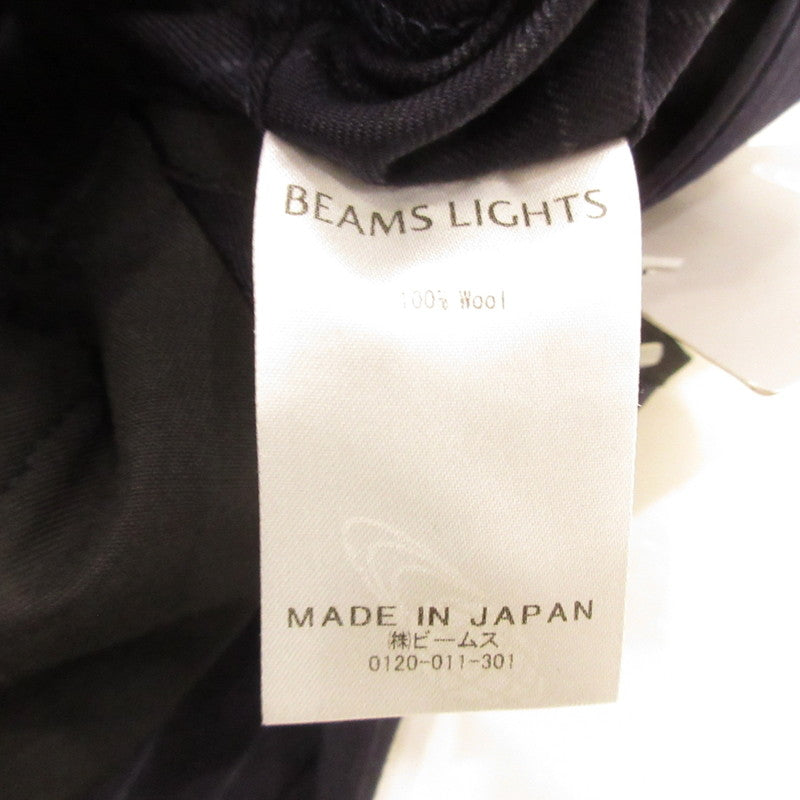 BEAMS LIGHTS
100% Wool
MADE IN JAPAN
㈱ビームス
0120-011-301